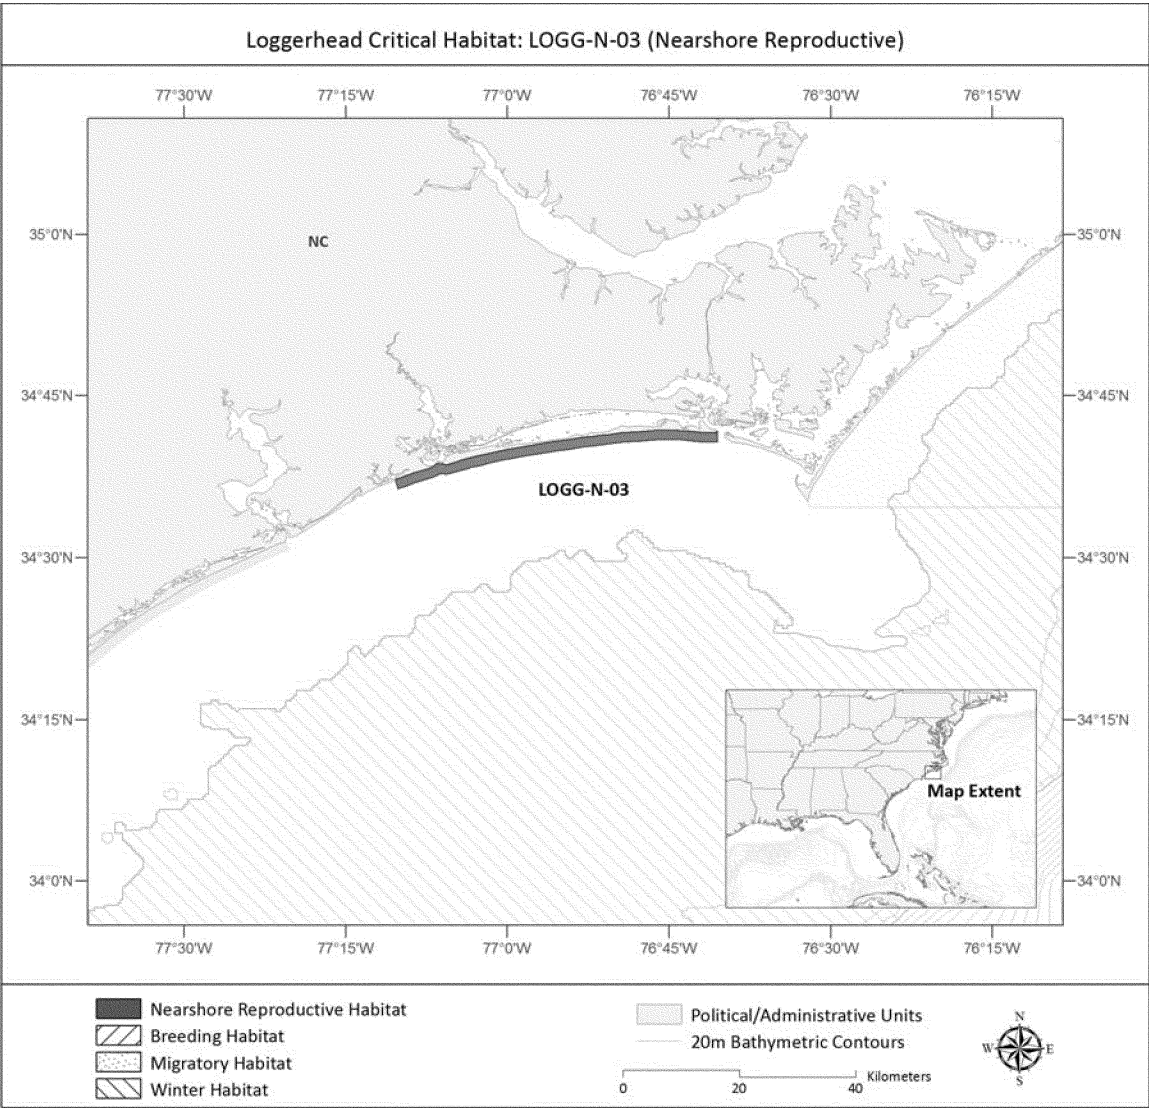 Loggerhead Critical Habitat: LOGG-N-03 (Nearshore Reproductive)
77°30'W 77°15'W 77°0'W 76°45'W 76°30'W 76°15'W
35°0'N NC 35°0'N
34°45'N 34°45'N
LOGG-N-03
34°30'N 34°30'N
34°15'N 34°15'N
Map Extent
34°0'N 34°0'N
77°30'W 77°15'W 77°0'W 76°45'W 76°30'W 76°15'W
Nearshore Reproductive Habitat
Breeding Habitat
Migratory Habitat
Winter Habitat
Political/Administrative Units
20m Bathymetric Contours
Kilometers
0 20 40
N
W E
S